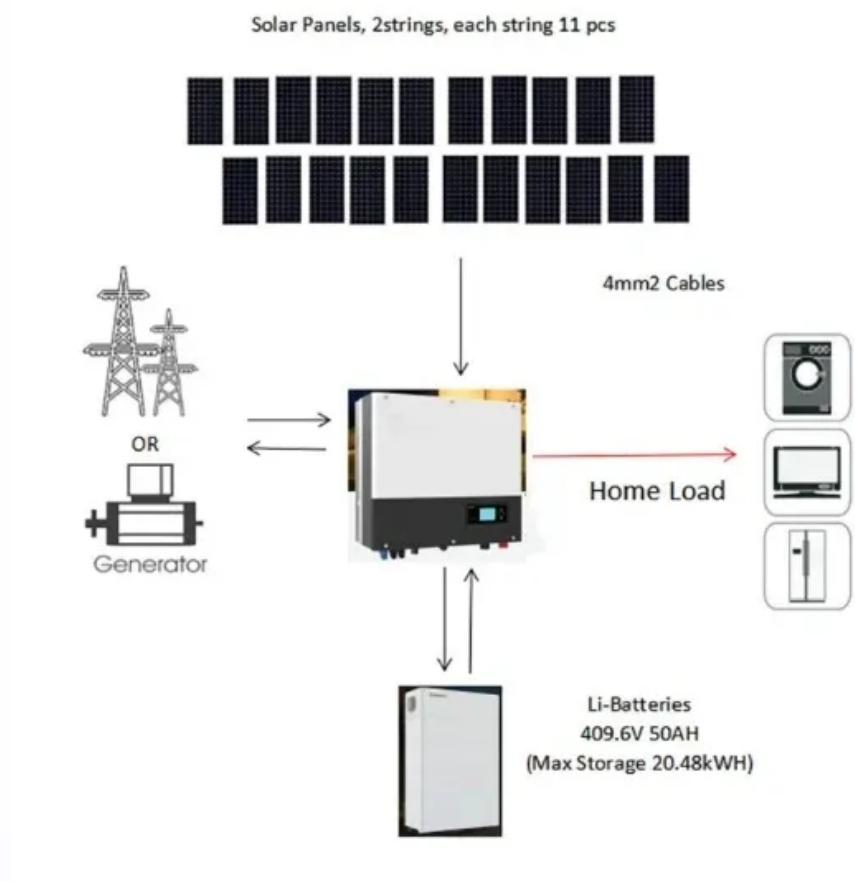 Solar Panels, 2strings, each string 11 pcs
4mm2 Cables
OR
Home Load
Generator
Li-Batteries
409.6V 50AH
(Max Storage 20.48kWH)